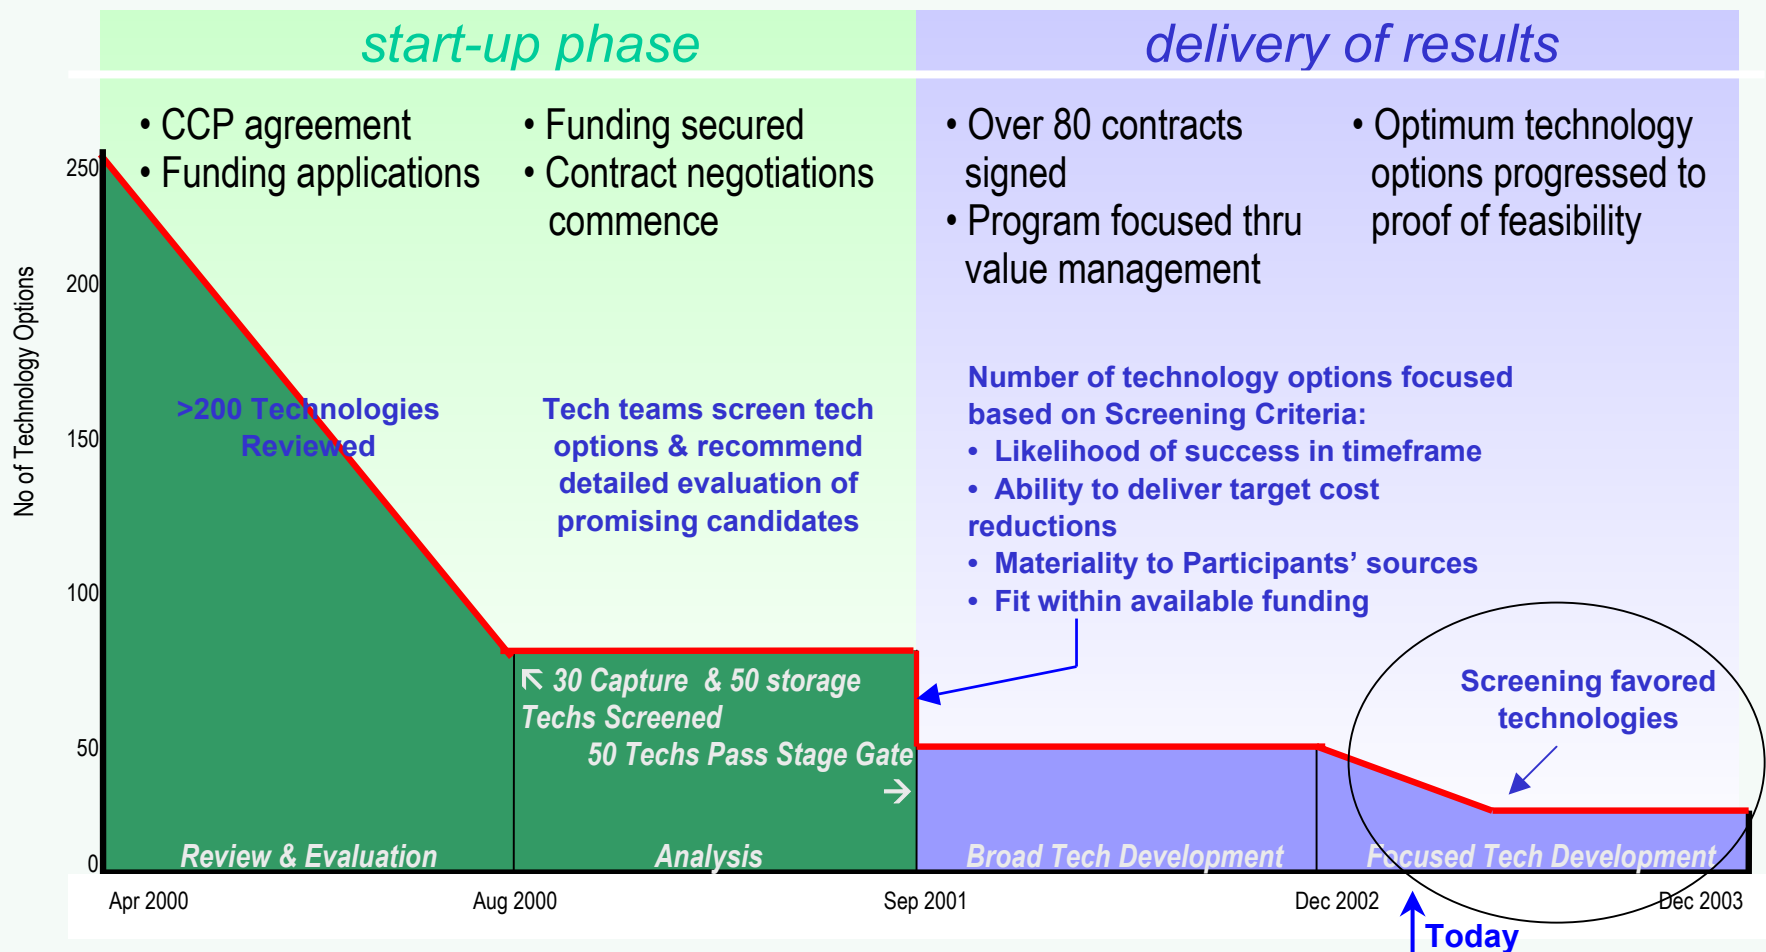 start-up phase
delivery of results
• CCP agreement
• Funding applications
• Funding secured
• Contract negotiations
commence
• Over 80 contracts
signed
• Program focused thru
value management
• Optimum technology
options progressed to
proof of feasibility
No of Technology Options
250
200
150
100
50
0
>200 Technologies
Reviewed
Tech teams screen tech
options & recommend
detailed evaluation of
promising candidates
Number of technology options focused
based on Screening Criteria:
• Likelihood of success in timeframe
• Ability to deliver target cost
reductions
• Materiality to Participants’ sources
• Fit within available funding
↖ 30 Capture & 50 storage
Techs Screened
50 Techs Pass Stage Gate
→
Screening favored
technologies
Review & Evaluation
Analysis
Broad Tech Development
Focused Tech Development
Apr 2000
Aug 2000
Sep 2001
Dec 2002
Dec 2003
Today